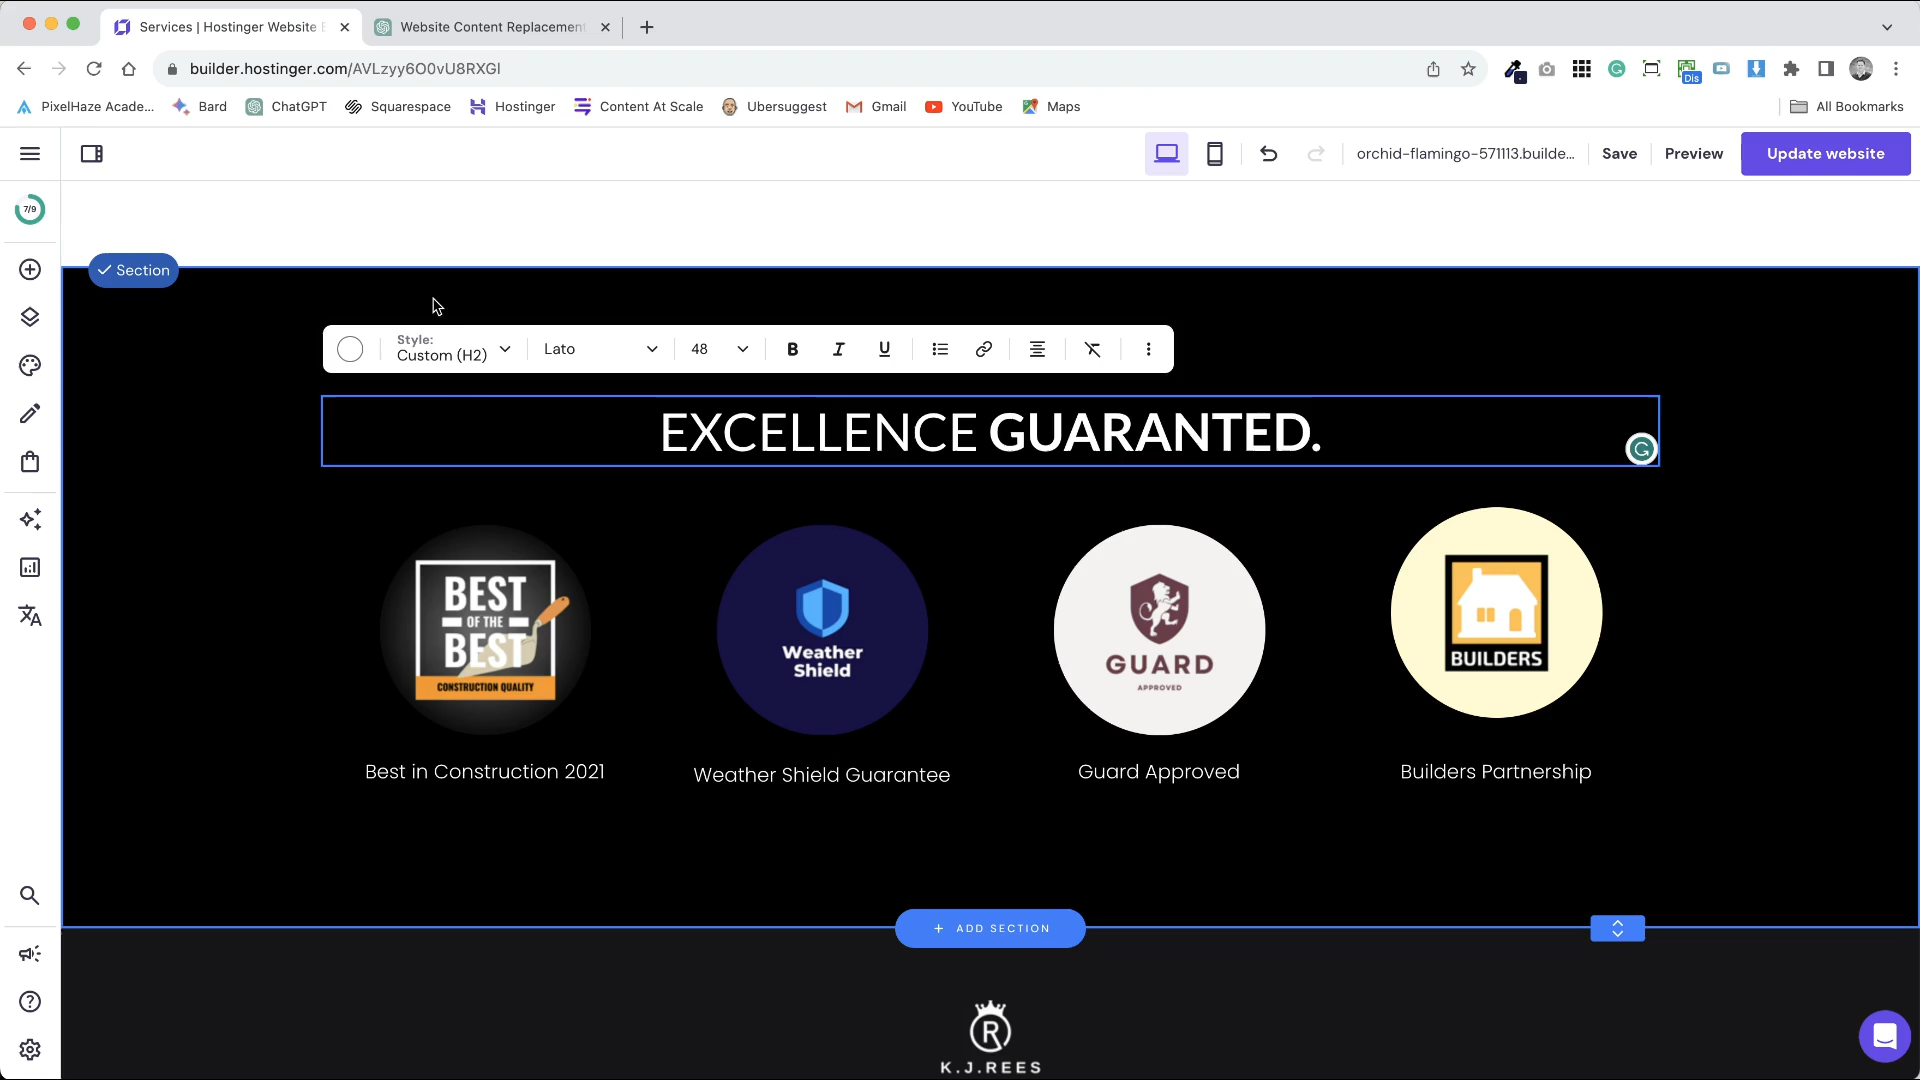 Services | Hostinger Website
Website Content Replacement
builder.hostinger.com/AVLzyy6O0vU8RXGI
Dis
PixelHaze Acade...
Bard
ChatGPT
Squarespace
Hostinger
Content At Scale
Ubersuggest
Gmail
YouTube
Maps
All Bookmarks
orchid-flamingo-571113.builde...
Save
Preview
Update website
7/9
Section
Style:
Custom (H2)
Lato
48
B
I
U
EXCELLENCE GUARANTED.
BEST
OF THE
BEST
CONSTRUCTION QUALITY
Weather
Shield
GUARD
APPROVED
BUILDERS
Best in Construction 2021
Weather Shield Guarantee
Guard Approved
Builders Partnership
+ ADD SECTION
R
K.J.REES